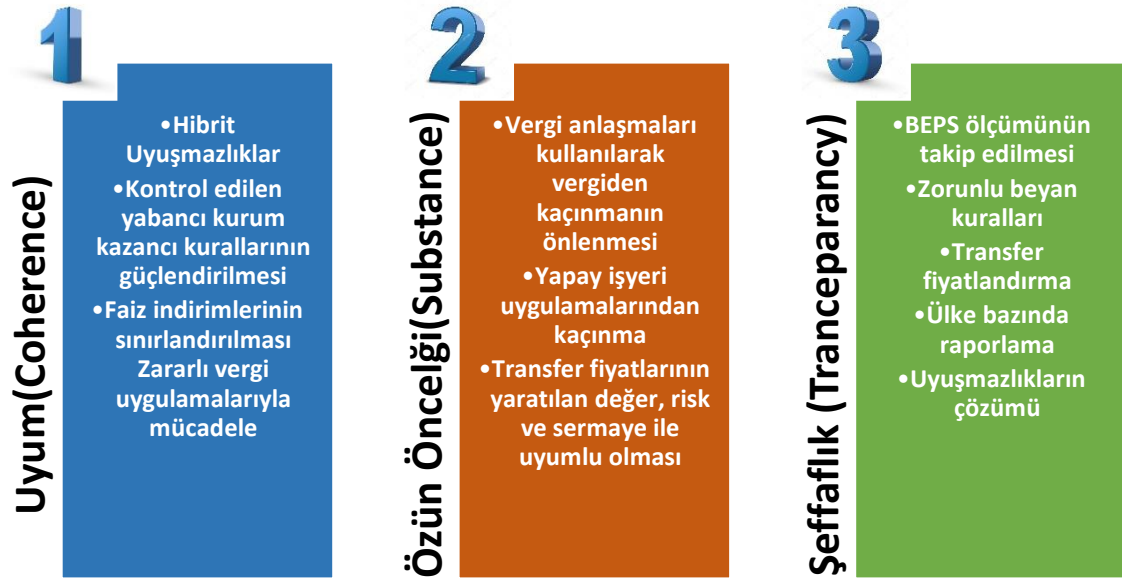 1
Uyum(Coherence)
•Hibrit
Uyuşmazlıklar
•Kontrol edilen
yabancı kurum
kazancı kurallarının
güçlendirilmesi
•Faiz indirimlerinin
sınırlandırılması
Zararlı vergi
uygulamalarıyla
mücadele
2
Özün Öncelği(Substance)
•Vergi anlaşmaları
kullanılarak
vergiden
kaçınmanın
önlenmesi
•Yapay işyeri
uygulamalarından
kaçınma
•Transfer fiyatlarının
yaratılan değer, risk
ve sermaye ile
uyumlu olması
3
Şeffaflık (Tranceparancy)
•BEPS ölçümünün
takip edilmesi
•Zorunlu beyan
kuralları
•Transfer
fiyatlandırma
•Ülke bazında
raporlama
•Uyuşmazlıkların
çözümü